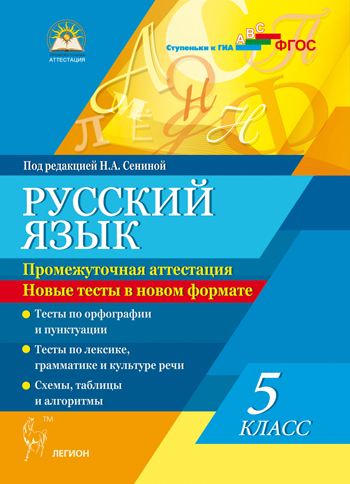 АТТЕСТАЦИЯ
Ступеньки к ГИА
АВС
ФГОС
Под редакцией Н.А. Сениной
РУССКИЙ
ЯЗЫК
Промежуточная аттестация
Новые тесты в новом формате
Тесты по орфографии
и пунктуации
Тесты по лексике,
грамматике и культуре речи
Схемы, таблицы
и алгоритмы
5
КЛАСС
TM
ЛЕГИОН